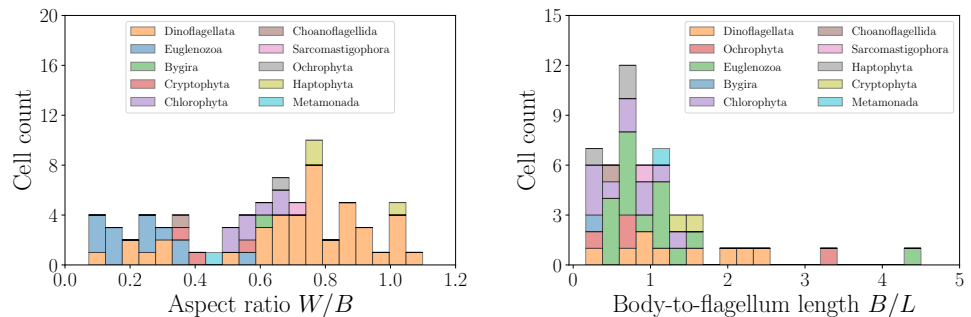 20
16
12
8
4
0
Cell count
Dinoflagellata
Euglenozoa
Bygira
Cryptophyta
Chlorophyta
Choanoflagellida
Sarcomastigophora
Ochrophyta
Haptophyta
Metamonada
0.0 0.2 0.4 0.6 0.8 1.0 1.2
Aspect ratio W/B
15
12
9
6
3
0
Cell count
Dinoflagellata
Ochrophyta
Euglenozoa
Bygira
Chlorophyta
Choanoflagellida
Sarcomastigophora
Haptophyta
Cryptophyta
Metamonada
0 1 2 3 4 5
Body-to-flagellum length B/L